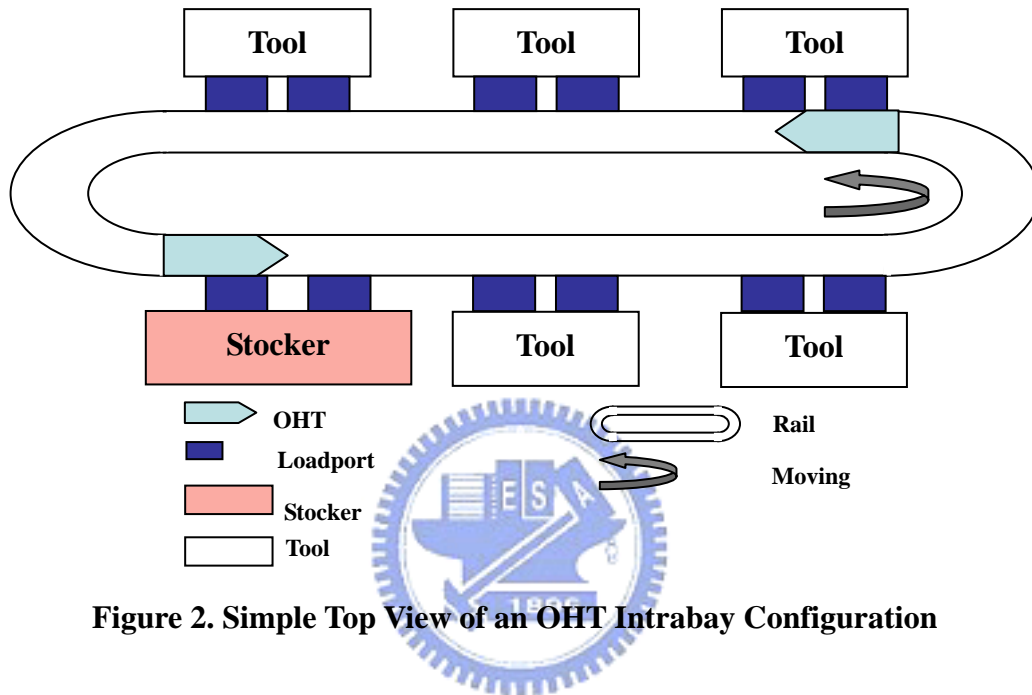 Tool
Tool
Tool
Stocker
Tool
Tool
OHT
Rail
Loadport
Moving
Stocker
Tool
E S A
1896
Figure 2. Simple Top View of an OHT Intrabay Configuration